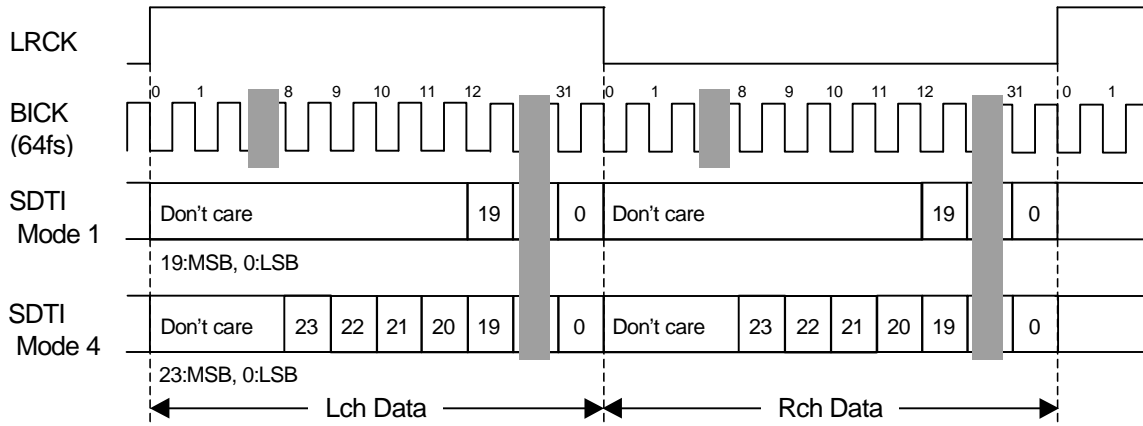 LRCK
BICK
(64fs)
0 1 8 9 10 11 12 31 0 1 8 9 10 11 12 31 0 1
SDTI
Mode 1
Don't care 19 0 Don't care 19 0
19:MSB, 0:LSB
SDTI
Mode 4
Don't care 23 22 21 20 19 0 Don't care 23 22 21 20 19 0
23:MSB, 0:LSB
Lch Data Rch Data